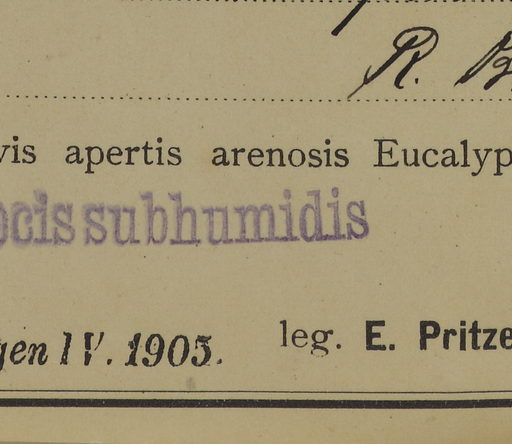 R. B
vis apertis arenosis Eucalyp
ocis subhumidis
gen IV. 1905. leg. E. Pritze